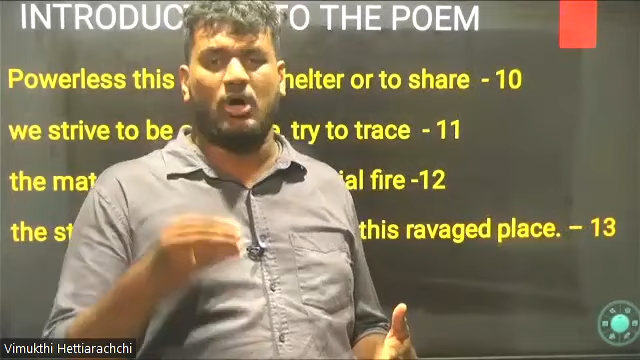 INTRODUC TO THE POEM
Powerless this helter or to share - 10
we strive to be try to trace - 11
the mat ial fire -12
the st this ravaged place. – 13
Vimukthi Hettiarachchi